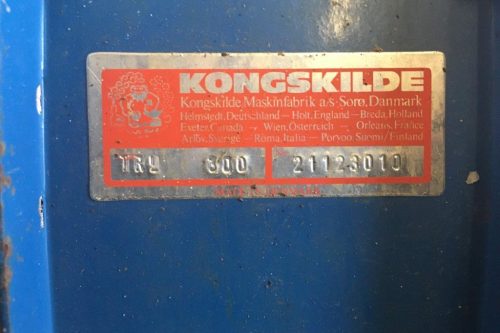 KONGSKILDE
Kongskilde Maskinfabrik a/s - Sorø, Danmark
Helmstedt, Deutschland - Holt, England - Breda, Holland
Exeter, Canada - Wien, Österreich - Orleans, France
Arlöv, Sverige - Roma, Italia - Porvoo Suomi/Finland
300 21123010